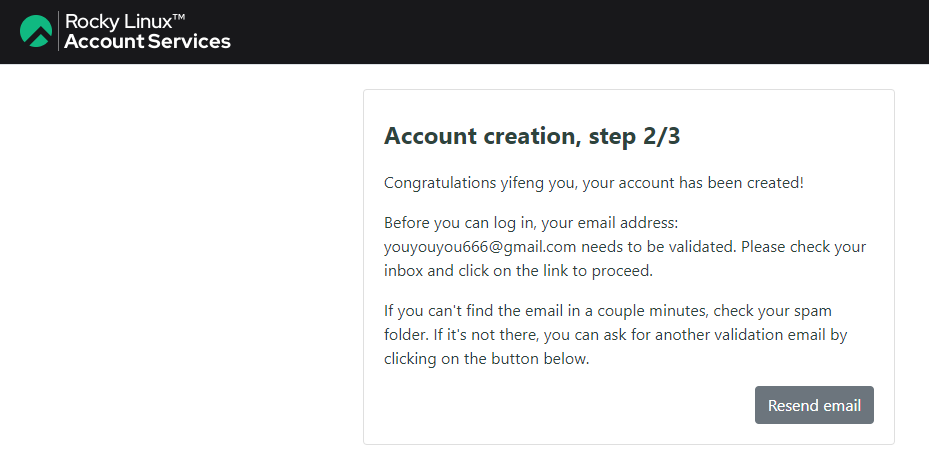 Rocky Linux™
Account Services
Account creation, step 2/3
Congratulations yifeng you, your account has been created!
Before you can log in, your email address:
youyouyou666@gmail.com needs to be validated. Please check your
inbox and click on the link to proceed.
If you can't find the email in a couple minutes, check your spam
folder. If it's not there, you can ask for another validation email by
clicking on the button below.
Resend email